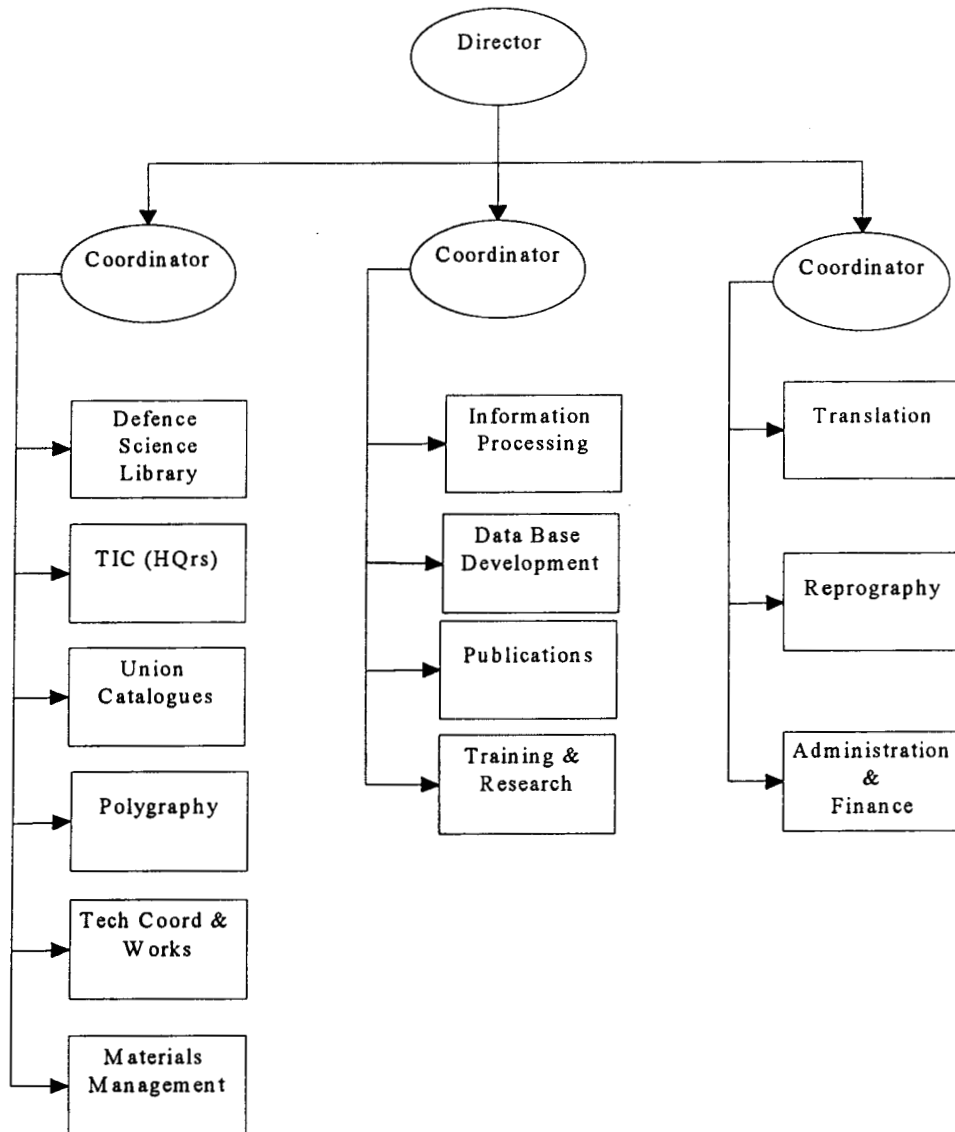 Director
Coordinator
Coordinator
Coordinator
Defence
Science
Library
TIC (HQrs)
Union
Catalogues
Polygraphy
Tech Coord &
Works
Materials
Management
Information
Processing
Data Base
Development
Publications
Training &
Research
Translation
Reprography
Administration
&
Finance